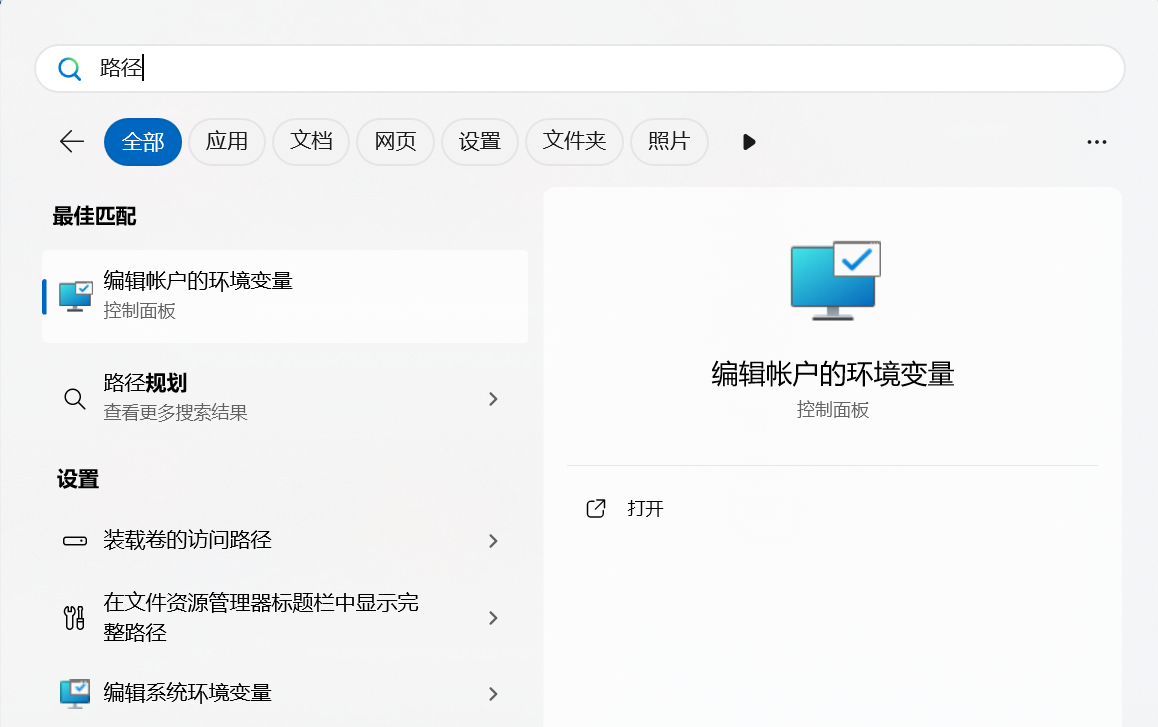 路径
全部
应用
文档
网页
设置
文件夹
照片
最佳匹配
编辑帐户的环境变量
控制面板
路径规划
查看更多搜索结果
设置
装载卷的访问路径
在文件资源管理器标题栏中显示完
整路径
编辑系统环境变量
编辑帐户的环境变量
控制面板
打开